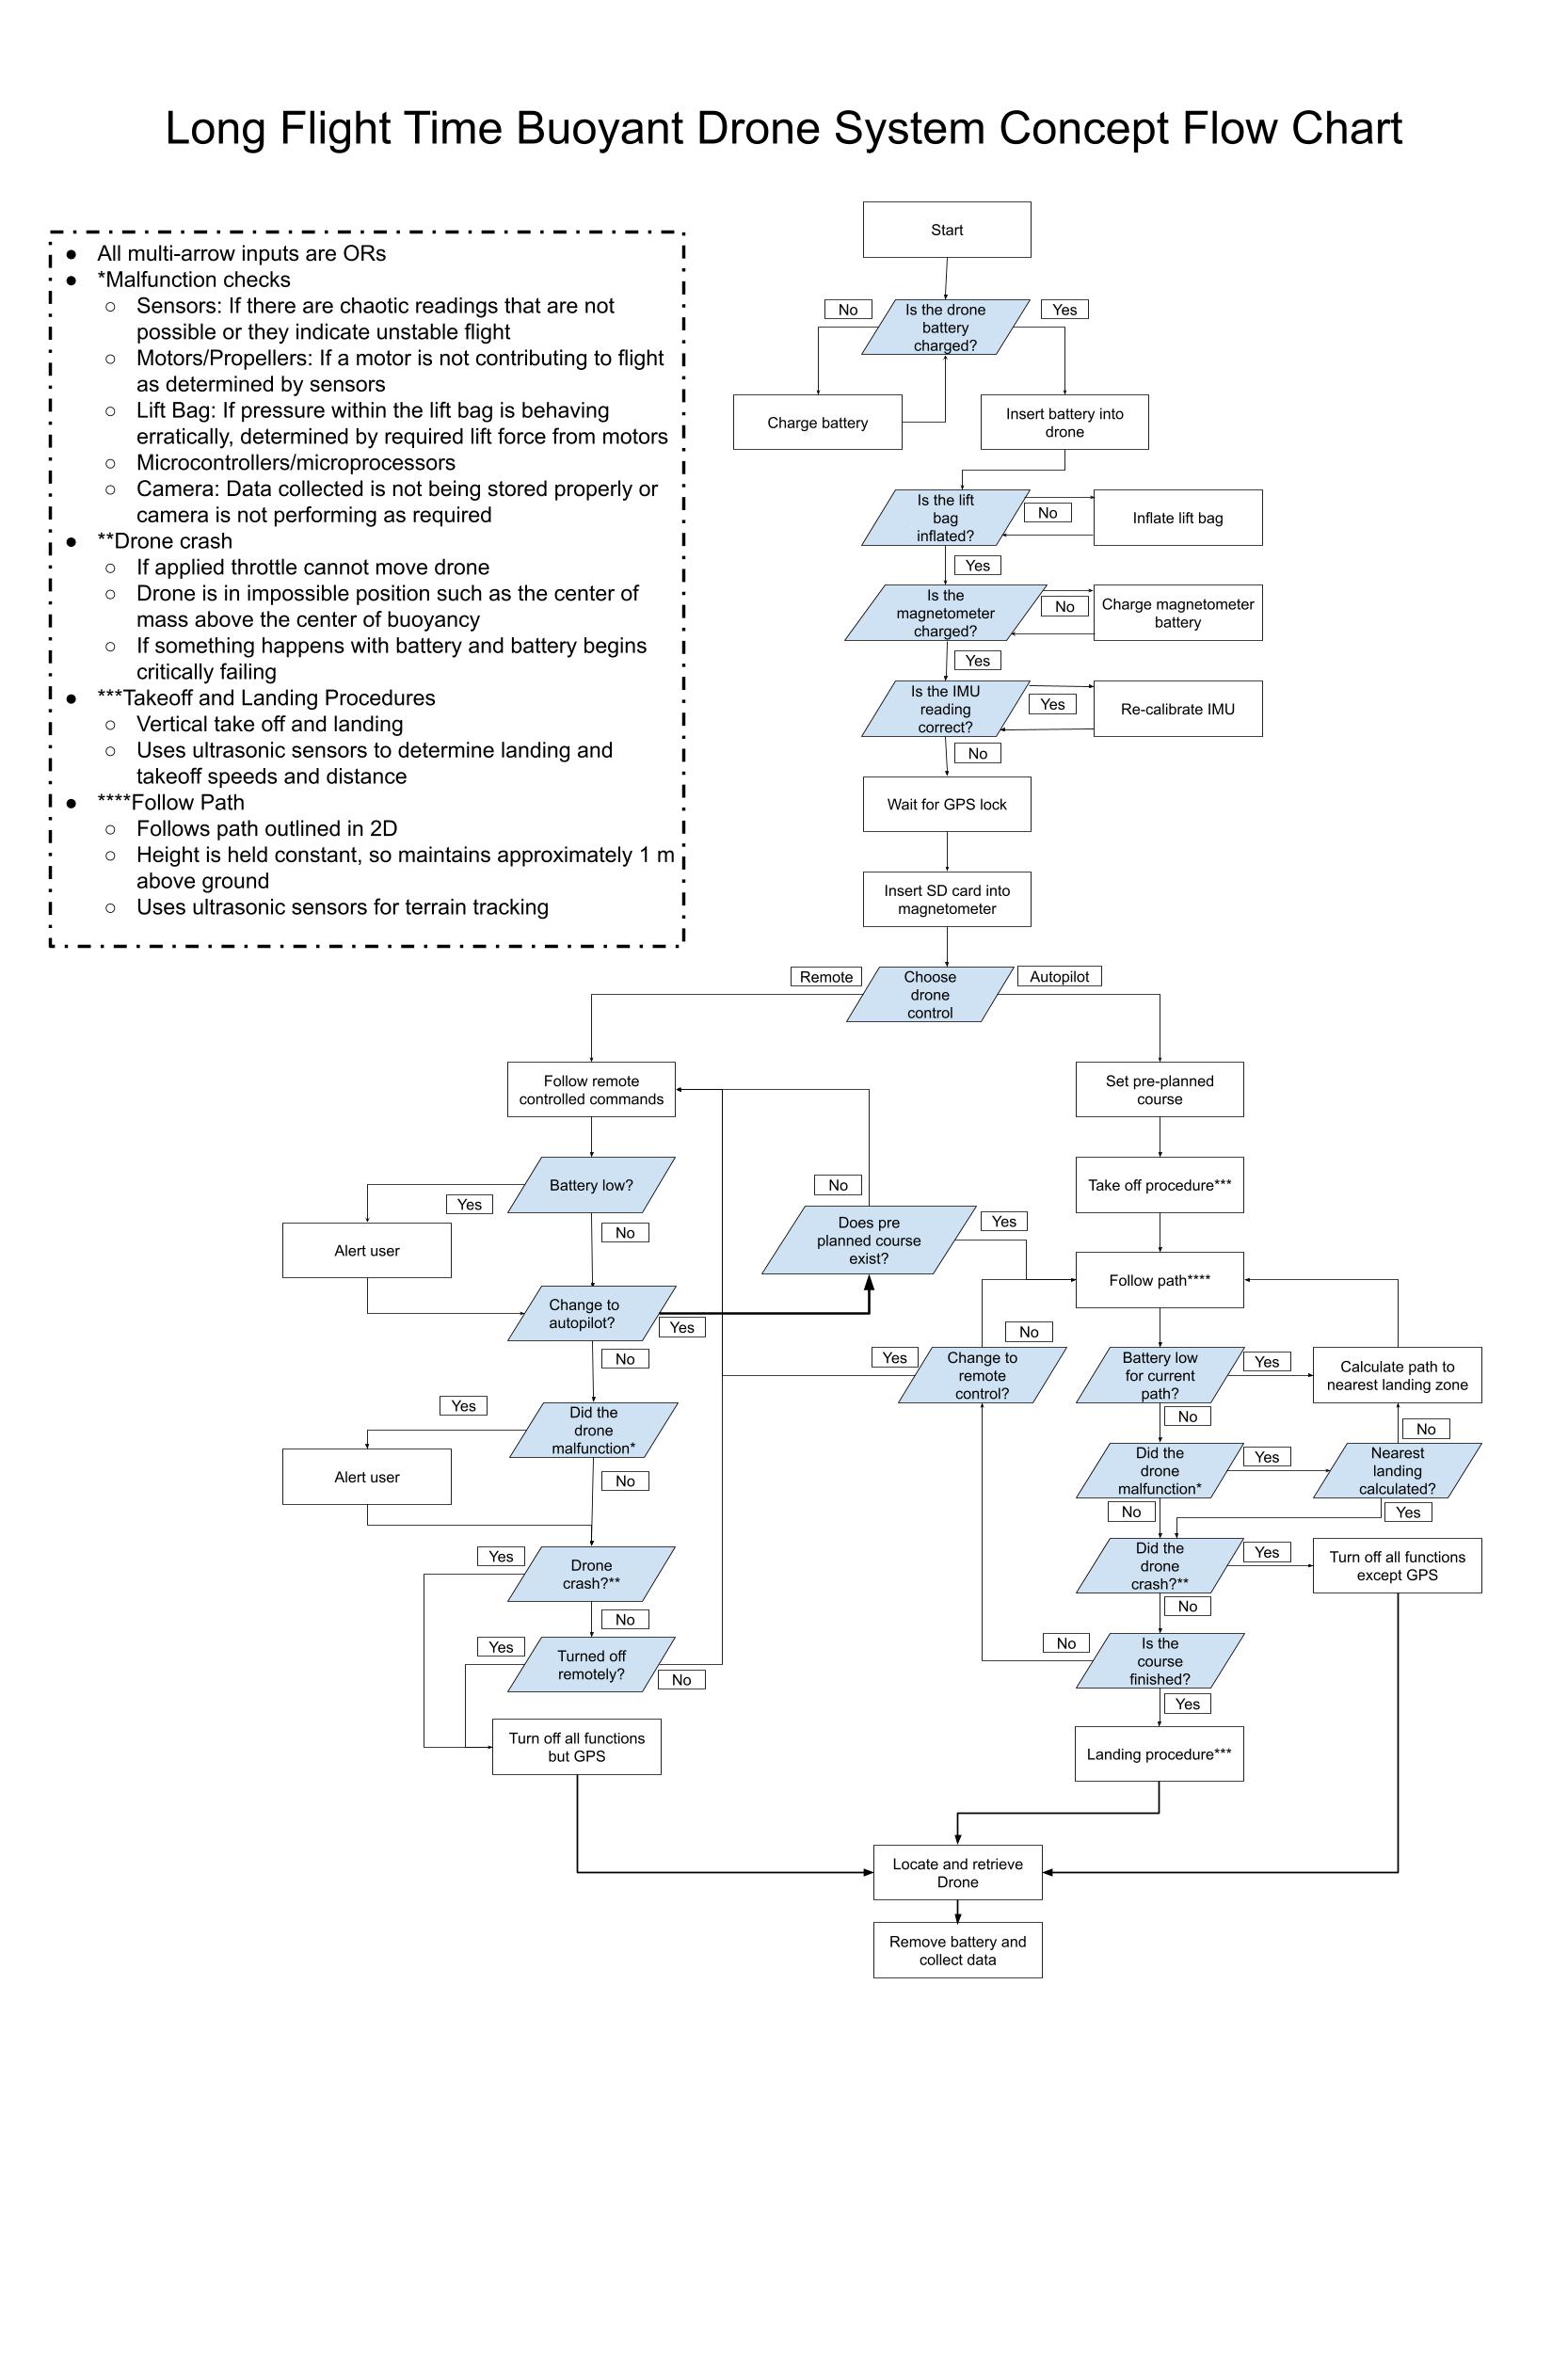 Long Flight Time Buoyant Drone System Concept Flow Chart
● All multi-arrow inputs are ORs
● *Malfunction checks
○ Sensors: If there are chaotic readings that are not
possible or they indicate unstable flight
○ Motors/Propellers: If a motor is not contributing to flight
as determined by sensors
○ Lift Bag: If pressure within the lift bag is behaving
erratically, determined by required lift force from motors
○ Microcontrollers/microprocessors
○ Camera: Data collected is not being stored properly or
camera is not performing as required
● **Drone crash
○ If applied throttle cannot move drone
○ Drone is in impossible position such as the center of
mass above the center of buoyancy
○ If something happens with battery and battery begins
critically failing
● ***Takeoff and Landing Procedures
○ Vertical take off and landing
○ Uses ultrasonic sensors to determine landing and
takeoff speeds and distance
● ****Follow Path
○ Follows path outlined in 2D
○ Height is held constant, so maintains approximately 1 m
above ground
○ Uses ultrasonic sensors for terrain tracking
Start
No
Is the drone
battery
charged?
Yes
Charge battery
Insert battery into
drone
Is the lift
bag
inflated?
No
Inflate lift bag
Yes
Is the
magnetometer
charged?
No
Charge magnetometer
battery
Yes
Is the IMU
reading
correct?
Yes
Re-calibrate IMU
No
Wait for GPS lock
Insert SD card into
magnetometer
Remote
Choose
drone
control
Autopilot
Follow remote
controlled commands
Battery low?
Yes
No
Alert user
Change to
autopilot?
Yes
No
Yes
Did the
drone
malfunction*
Alert user
No
Yes
Drone
crash?**
No
Yes
Turned off
remotely?
No
Turn off all functions
but GPS
No
Does pre
planned course
exist?
Yes
Set pre-planned
course
Take off procedure***
Follow path****
No
Yes
Change to
remote
control?
Battery low
for current
path?
Yes
Calculate path to
nearest landing zone
No
No
Did the
drone
malfunction*
Yes
Nearest
landing
calculated?
No
Yes
Did the
drone
crash?**
Yes
Turn off all functions
except GPS
No
No
Is the
course
finished?
Yes
Landing procedure***
Locate and retrieve
Drone
Remove battery and
collect data